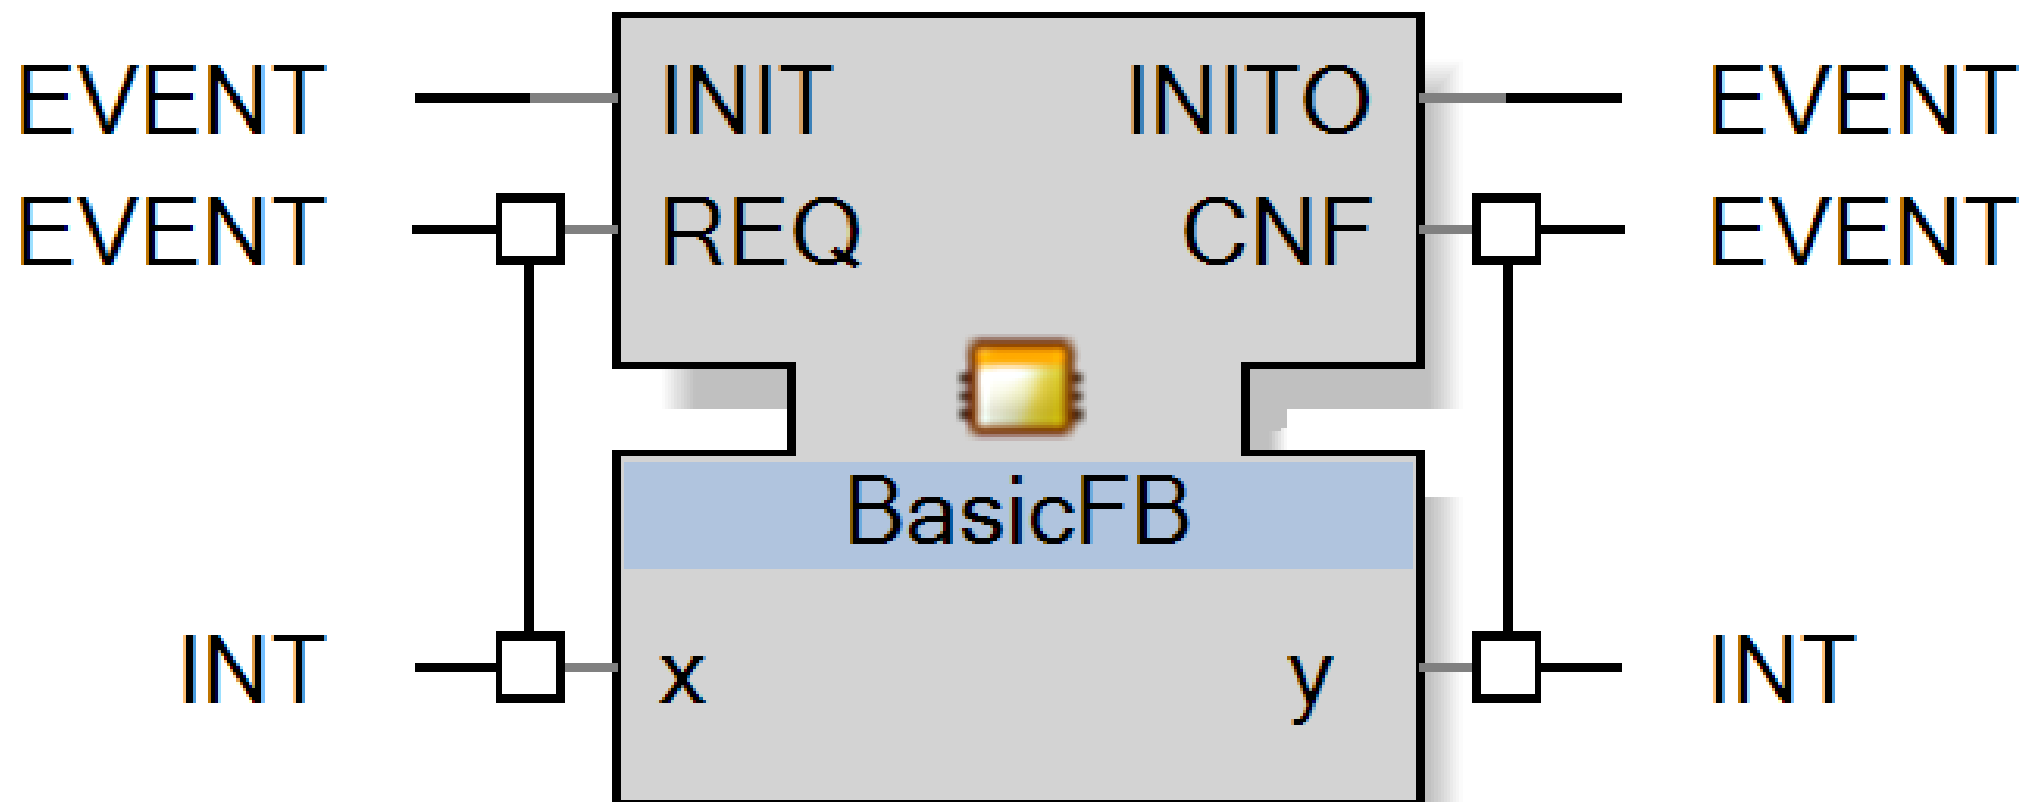 EVENT INIT INITO EVENT
EVENT REQ CNF EVENT
BasicFB
INT x y INT